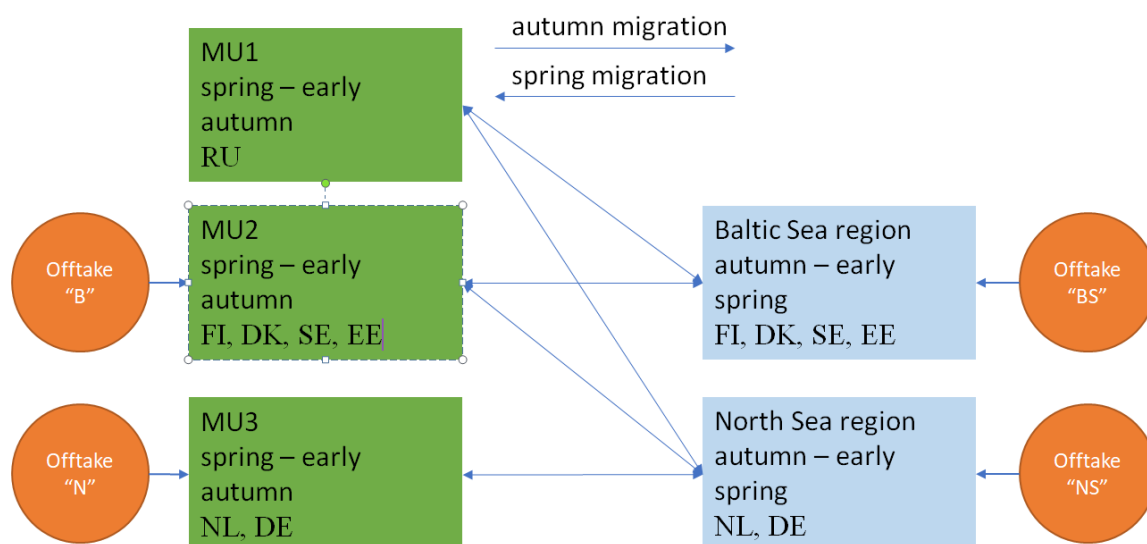 autumn migration
spring migration
MU1
spring – early
autumn
RU
Offtake
"B"
MU2
spring – early
autumn
FI, DK, SE, EE
Baltic Sea region
autumn – early
spring
FI, DK, SE, EE
Offtake
"BS"
Offtake
"N"
MU3
spring – early
autumn
NL, DE
North Sea region
autumn – early
spring
NL, DE
Offtake
"NS"